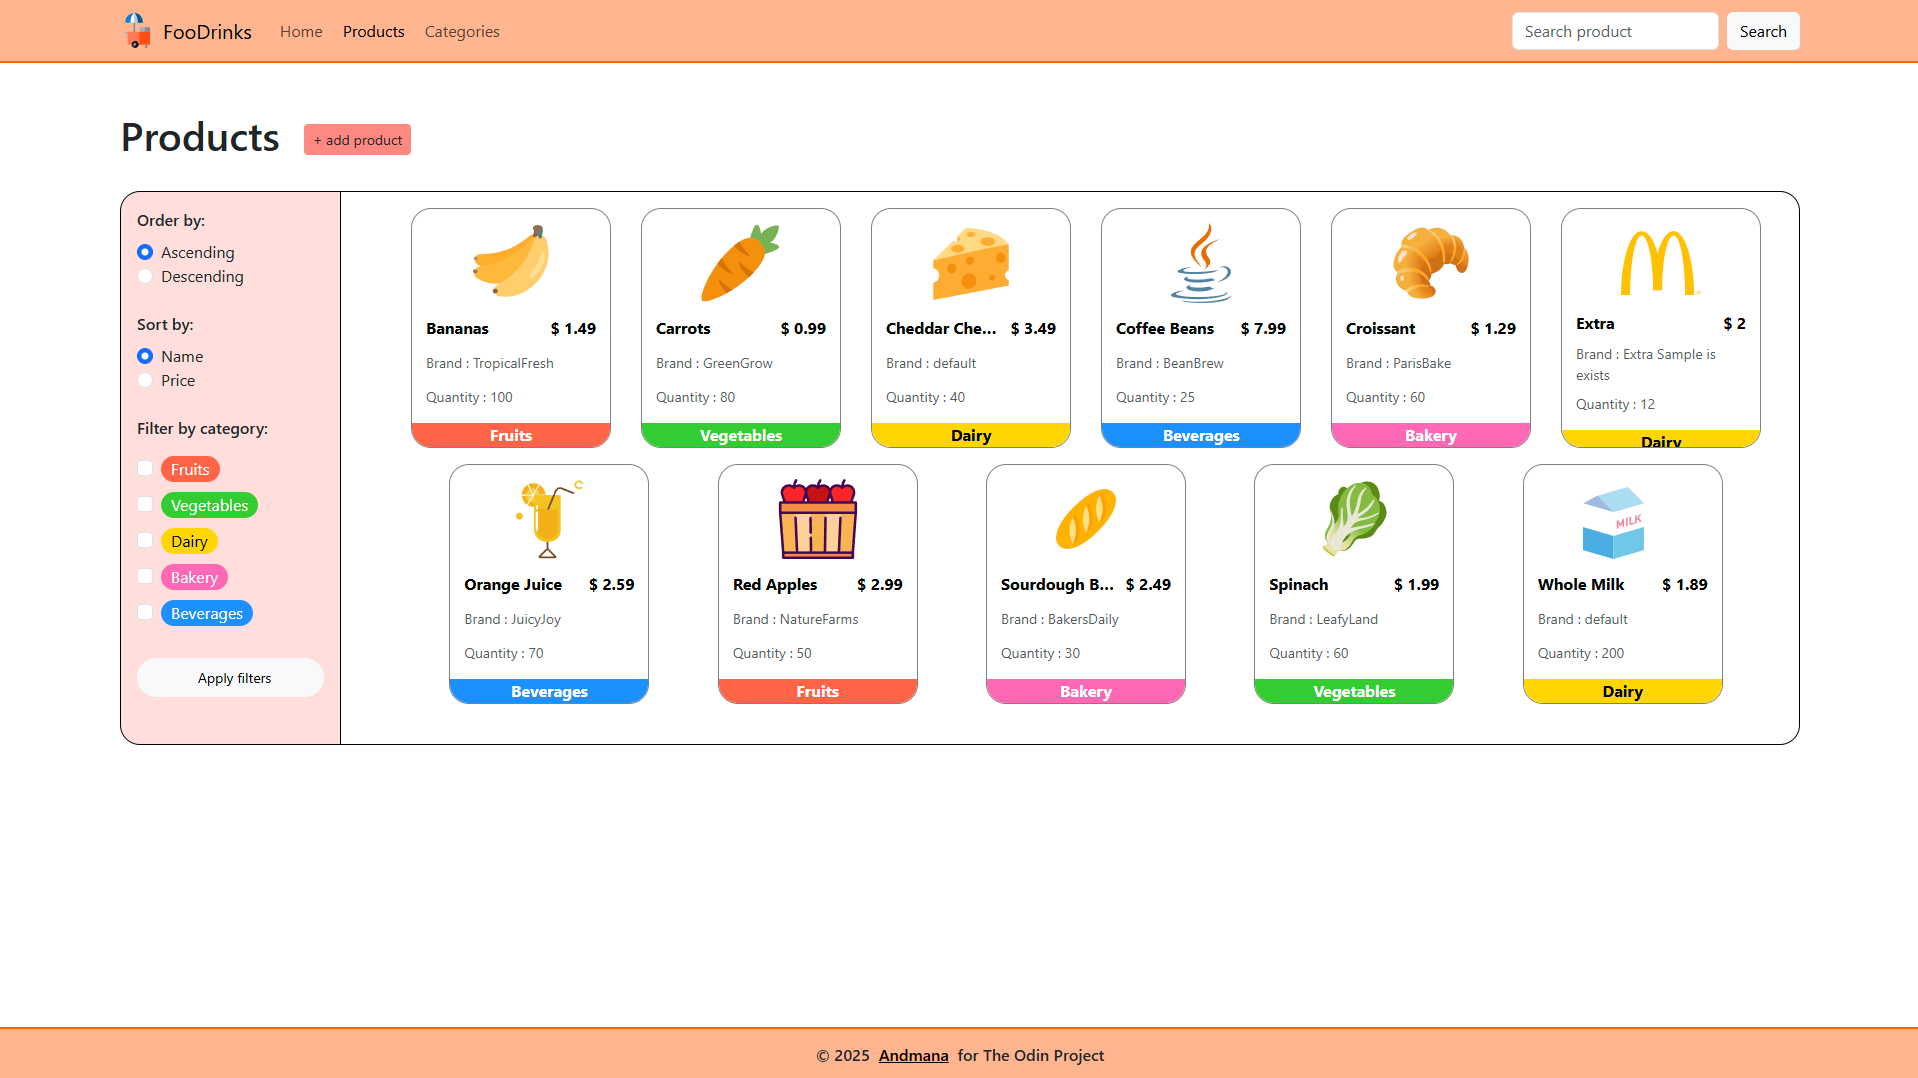 FooDrinks
Home
Products
Categories
Search product
Search
Products
+ add product
Order by:
Ascending
Descending
Sort by:
Name
Price
Filter by category:
Fruits
Vegetables
Dairy
Bakery
Beverages
Apply filters
Bananas $ 1.49
Brand : TropicalFresh
Quantity : 100
Fruits
Carrots $ 0.99
Brand : GreenGrow
Quantity : 80
Vegetables
Cheddar Che... $ 3.49
Brand : default
Quantity : 40
Dairy
Coffee Beans $ 7.99
Brand : BeanBrew
Quantity : 25
Beverages
Croissant $ 1.29
Brand : ParisBake
Quantity : 60
Bakery
Extra $ 2
Brand : Extra Sample is
exists
Quantity : 12
Dairy
Orange Juice $ 2.59
Brand : JuicyJoy
Quantity : 70
Beverages
Red Apples $ 2.99
Brand : NatureFarms
Quantity : 50
Fruits
Sourdough B... $ 2.49
Brand : BakersDaily
Quantity : 30
Bakery
Spinach $ 1.99
Brand : LeafyLand
Quantity : 60
Vegetables
MILK
Whole Milk $ 1.89
Brand : default
Quantity : 200
Dairy
© 2025 Andmana for The Odin Project